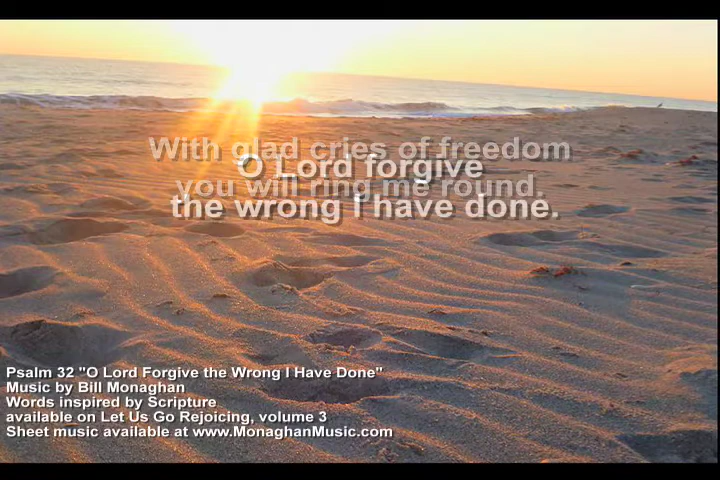 With glad cries of freedom
O Lord forgive
you will ring me round.
the wrong I have done.
Psalm 32 "O Lord Forgive the Wrong I Have Done"
Music by Bill Monaghan
Words inspired by Scripture
available on Let Us Go Rejoicing, volume 3
Sheet music available at www.MonaghanMusic.com